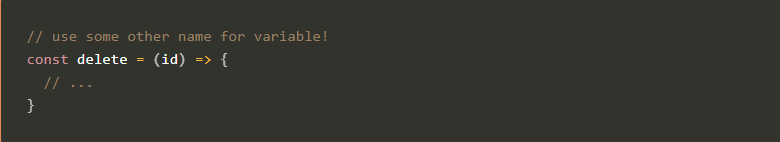 // use some other name for variable!
const delete = (id) => {
  // ...
}